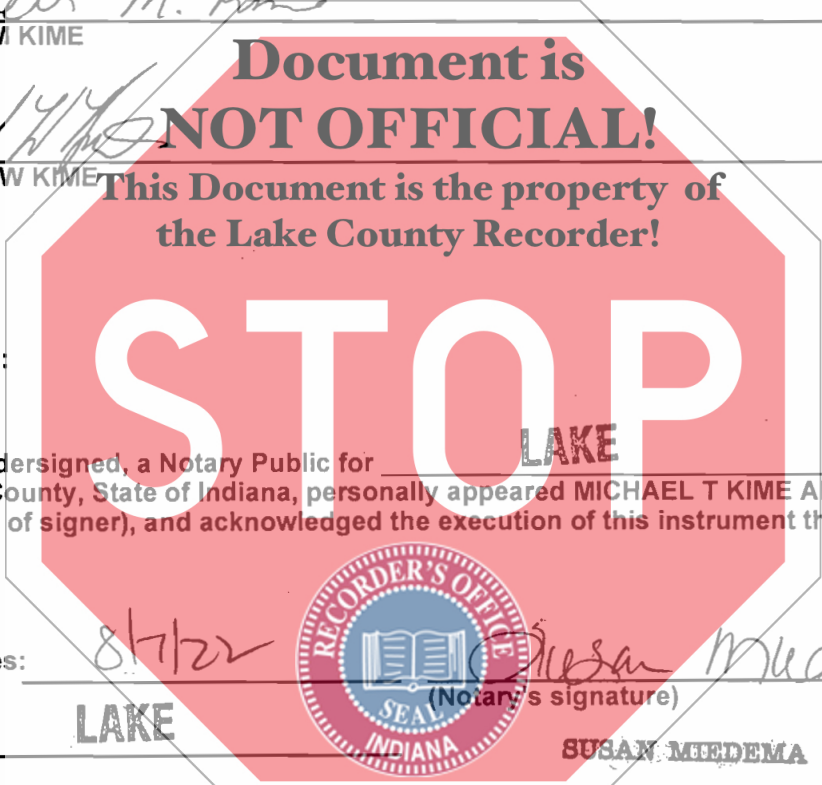 M.
KIME
Document is
NOT OFFICIAL!
W KIME
This Document is the property of
the Lake County Recorder!
STOP
:
dersigned, a Notary Public for LAKE
County, State of Indiana, personally appeared MICHAEL T KIME A
of signer), and acknowledged the execution of this instrument th
RECORDER'S OFFICE
SEAL
INDIANA
s: 8/7/22 Susan
(Notary's signature)
LAKE
SUSAN MIEDEMA